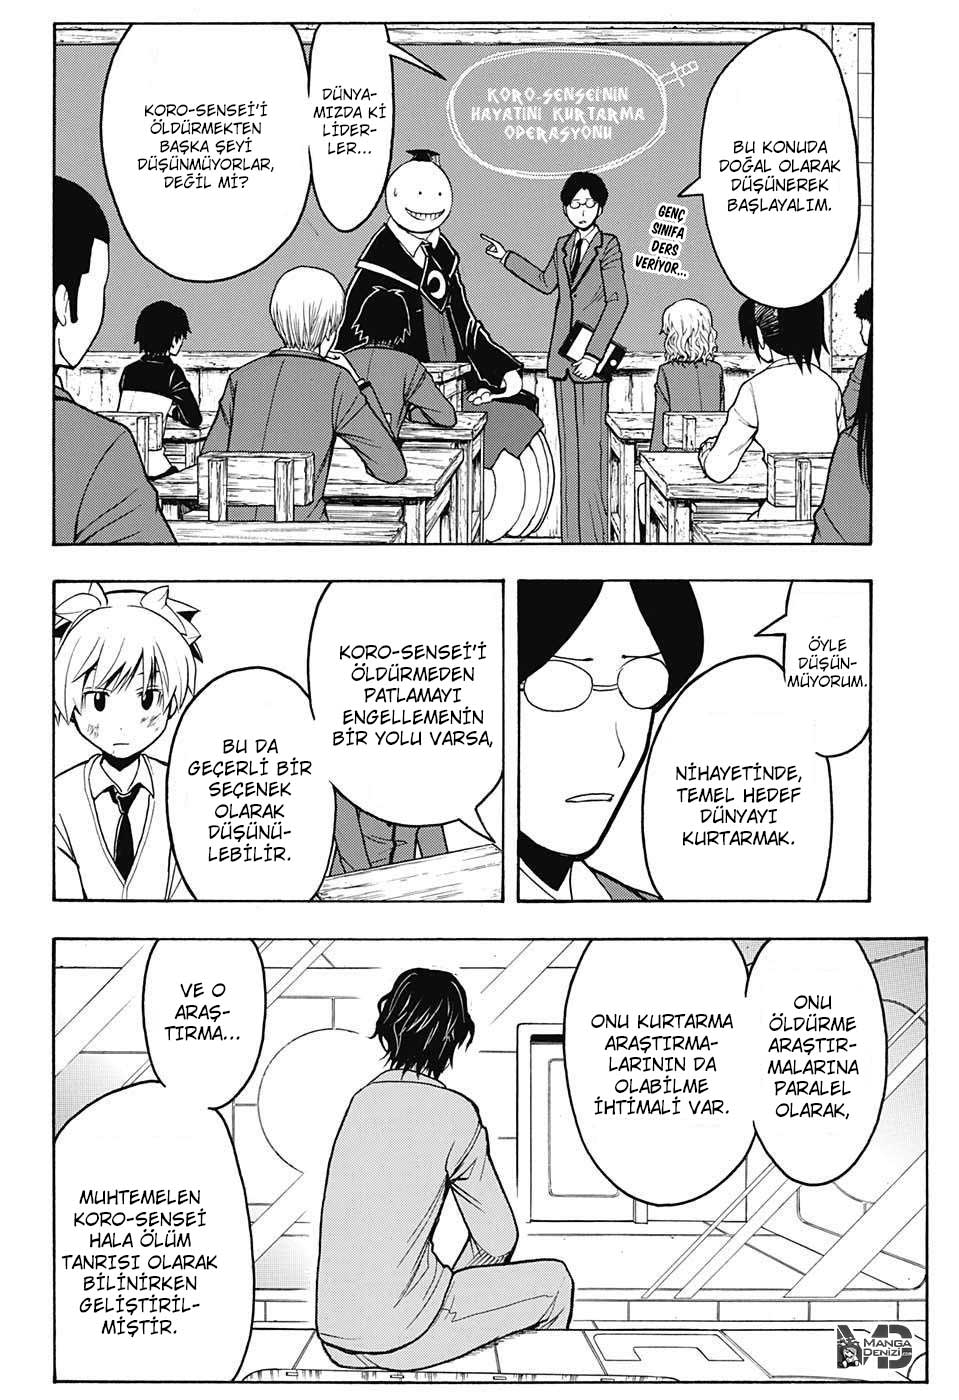 BU KONUDA
DOĞAL OLARAK
DÜŞÜNEREK
BAŞLAYALIM.
KORO-SENSEİ'NİN
HAYATINI KURTARMA
OPERASYONU
GENÇ
SINIFA
DERS
VERİYOR...
DÜNYA-
MIZDA Kİ
LİDER-
LER...
KORO-SENSEİ'İ
ÖLDÜRMEKTEN
BAŞKA ŞEYİ
DÜŞÜNMÜYORLAR,
DEĞİL Mİ?
ÖYLE
DÜŞÜN-
MÜYORUM.
NİHAYETİNDE,
TEMEL HEDEF
DÜNYAYI
KURTARMAK.
KORO-SENSEİ'İ
ÖLDÜRMEDEN
PATLAMAYI
ENGELLEMENİN
BİR YOLU VARSA,
BU DA
GEÇERLİ BİR
SEÇENEK
OLARAK
DÜŞÜNÜ-
LEBİLİR.
ONU
ÖLDÜRME
ARAŞTIR-
MALARINA
PARALEL
OLARAK,
ONU KURTARMA
ARAŞTIRMA-
LARININ DA
OLABİLME
İHTİMALİ VAR.
VE O
ARAŞ-
TIRMA...
MUHTEMELEN
KORO-SENSEİ
HALA ÖLÜM
TANRISI OLARAK
BİLİNİRKEN
GELİŞTİRİL-
MİŞTİR.
MANGA
DENİZİ.com